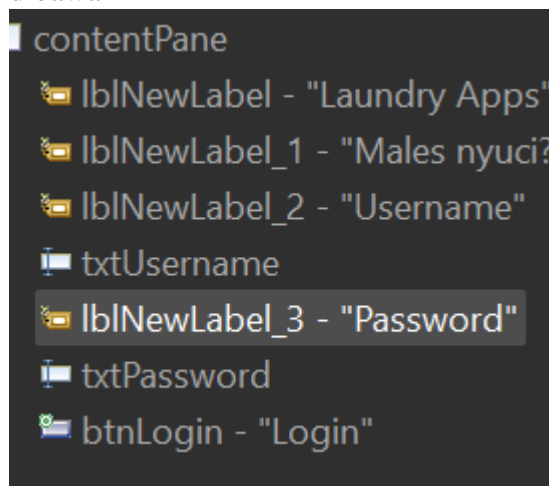 contentPane
lblNewLabel - "Laundry Apps"
lblNewLabel_1 - "Males nyuci?
lblNewLabel_2 - "Username"
txtUsername
lblNewLabel_3 - "Password"
txtPassword
btnLogin - "Login"